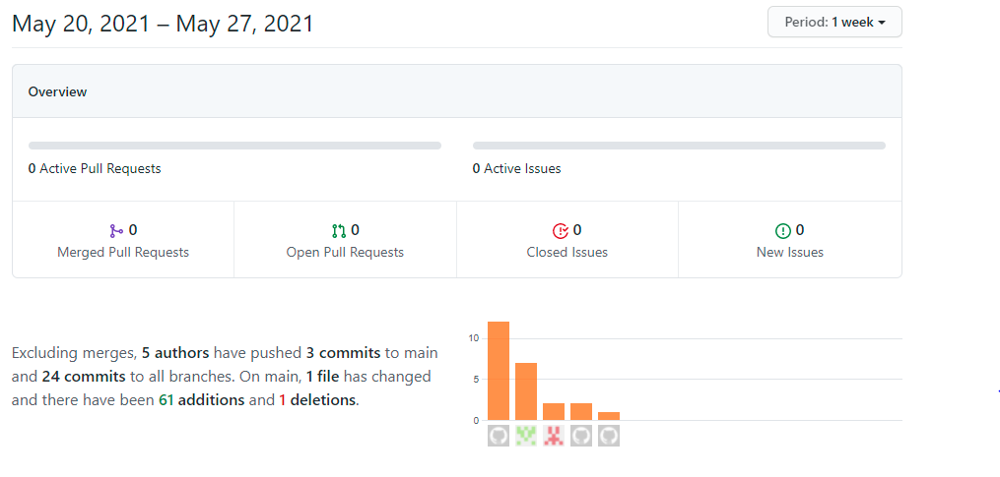 May 20, 2021 – May 27, 2021
Period: 1 week
Overview
0 Active Pull Requests
0 Active Issues
0
Merged Pull Requests
0
Open Pull Requests
0
Closed Issues
0
New Issues
Excluding merges, 5 authors have pushed 3 commits to main
and 24 commits to all branches. On main, 1 file has changed
and there have been 61 additions and 1 deletions.
10
5
0